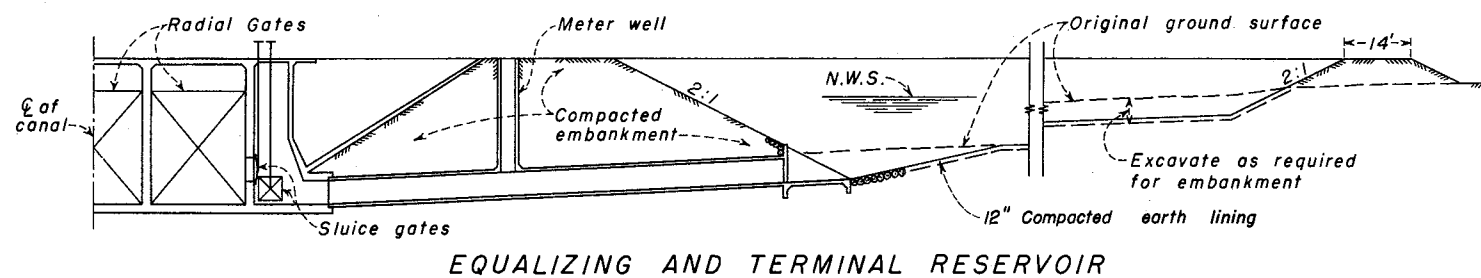 Radial Gates
Meter well
Original ground surface
14'
N.W.S.
2:1
2:1
℄ of
canal
Compacted
embankment
Excavate as required
for embankment
12" Compacted earth lining
Sluice gates
EQUALIZING AND TERMINAL RESERVOIR